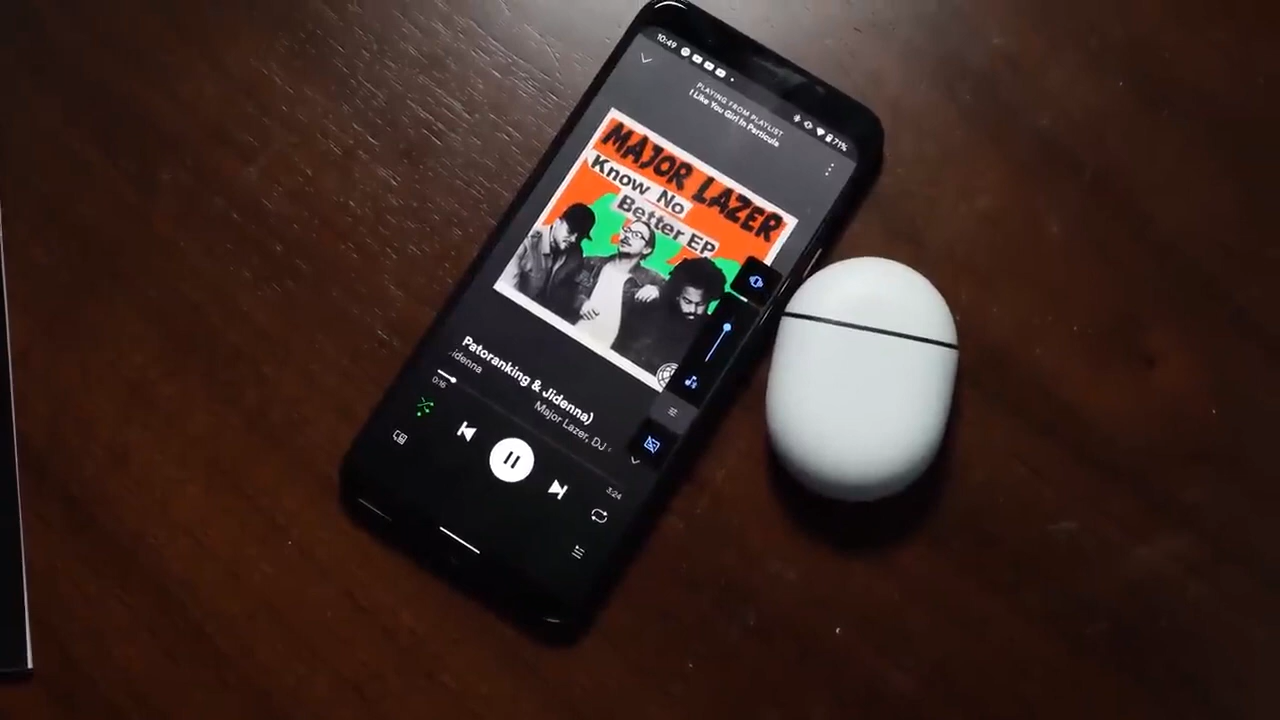 10:49
71%
PLAYING FROM PLAYLIST
I Like You Girl In Particula
MAJOR LAZER
Know No
Better EP
Patoranking & Jidenna)
Jidenna
Major Lazer, DJ
0:16
3:24